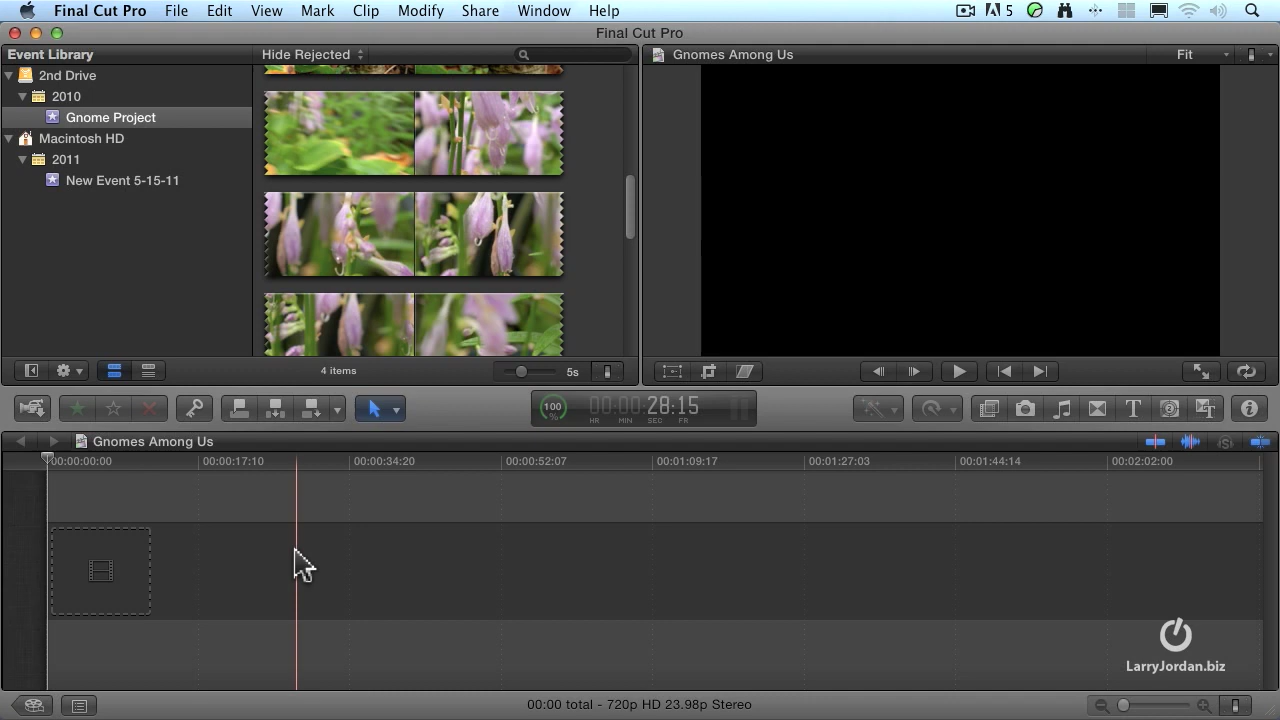 Final Cut Pro File Edit View Mark Clip Modify Share Window Help 5
Final Cut Pro
Event Library
Hide Rejected
Gnomes Among Us
Fit
2nd Drive
2010
Gnome Project
Macintosh HD
2011
New Event 5-15-11
4 items
5s
100
%
00:00:28:15
HR MIN SEC FR
Gnomes Among Us
00:00:00:00 00:00:17:10 00:00:34:20 00:00:52:07 00:01:09:17 00:01:27:03 00:01:44:14 00:02:02:00
LarryJordan.biz
00:00 total - 720p HD 23.98p Stereo